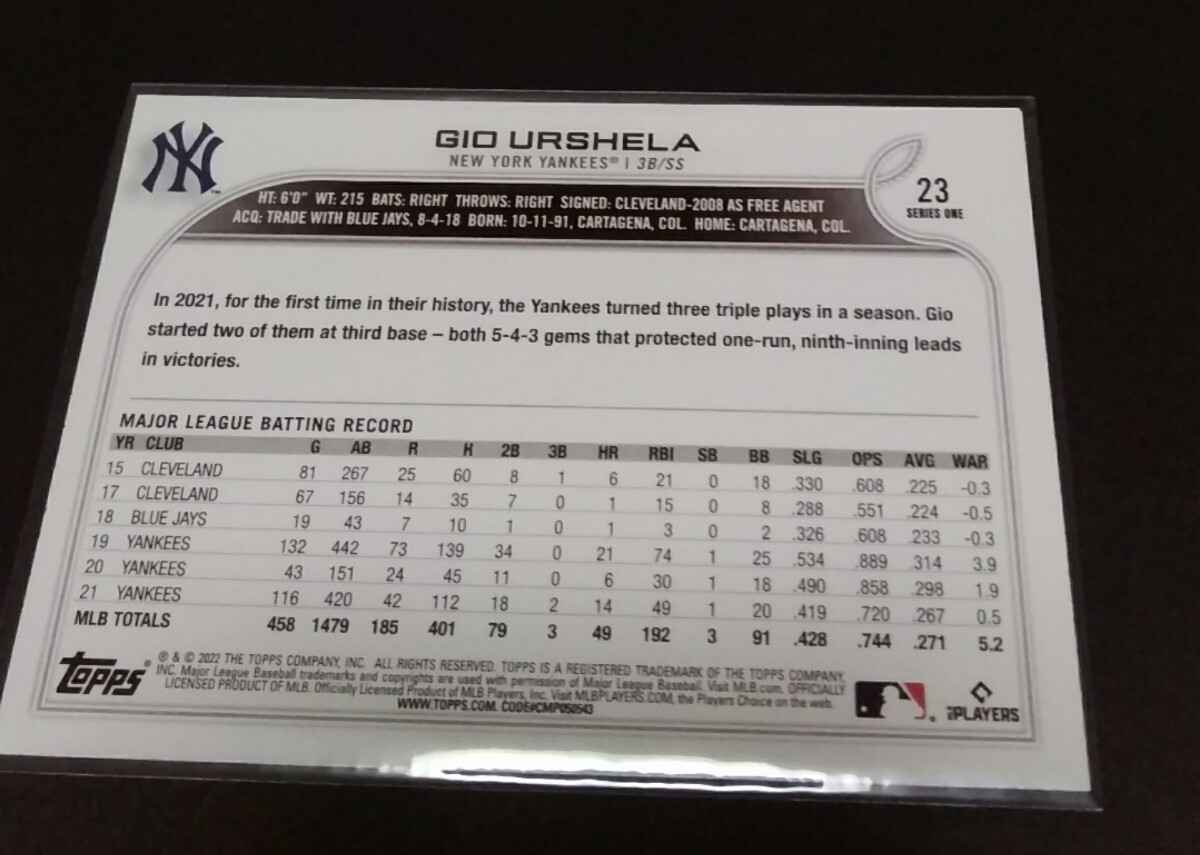 NY
GIO URSHELA
NEW YORK YANKEES® | 3B/SS
23
SERIES ONE
HT: 6'0" WT: 215 BATS: RIGHT THROWS: RIGHT SIGNED: CLEVELAND-2008 AS FREE AGENT
ACQ: TRADE WITH BLUE JAYS, 8-4-18 BORN: 10-11-91, CARTAGENA, COL. HOME: CARTAGENA, COL.
In 2021, for the first time in their history, the Yankees turned three triple plays in a season. Gio
started two of them at third base – both 5-4-3 gems that protected one-run, ninth-inning leads
in victories.
MAJOR LEAGUE BATTING RECORD
YR CLUB G AB R H 2B 3B HR RBI SB BB SLG OPS AVG WAR
15 CLEVELAND 81 267 25 60 8 1 6 21 0 18 .330 .608 .225 -0.3
17 CLEVELAND 67 156 14 35 7 0 1 15 0 8 .288 .551 .224 -0.5
18 BLUE JAYS 19 43 7 10 1 0 1 3 0 2 .326 .608 .233 -0.3
19 YANKEES 132 442 73 139 34 0 21 74 1 25 .534 .889 .314 3.9
20 YANKEES 43 151 24 45 11 0 6 30 1 18 .490 .858 .298 1.9
21 YANKEES 116 420 42 112 18 2 14 49 1 20 .419 .720 .267 0.5
MLB TOTALS 458 1479 185 401 79 3 49 192 3 91 .428 .744 .271 5.2
topps®
® & © 2022 THE TOPPS COMPANY, INC. ALL RIGHTS RESERVED. TOPPS IS A REGISTERED TRADEMARK OF THE TOPPS COMPANY,
INC. Major League Baseball trademarks and copyrights are used with permission of Major League Baseball. Visit MLB.com. OFFICIALLY
LICENSED PRODUCT OF MLB. Officially Licensed Product of MLB Players, Inc. Visit MLBPLAYERS.COM, the Players Choice on the web.
WWW.TOPPS.COM. CODE#CMP050543
PLAYERS